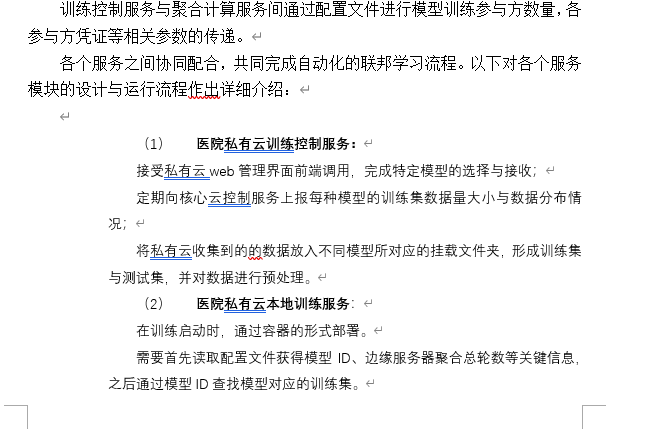 训练控制服务与聚合计算服务间通过配置文件进行模型训练参与方数量，各
参与方凭证等相关参数的传递。
各个服务之间协同配合，共同完成自动化的联邦学习流程。以下对各个服务
模块的设计与运行流程作出详细介绍：
（1） 医院私有云训练控制服务：
接受私有云 web 管理界面前端调用，完成特定模型的选择与接收；
定期向核心云控制服务上报每种模型的训练集数据量大小与数据分布情
况；
将私有云收集到的的数据放入不同模型所对应的挂载文件夹，形成训练集
与测试集，并对数据进行预处理。
（2） 医院私有云本地训练服务：
在训练启动时，通过容器的形式部署。
需要首先读取配置文件获得模型 ID、边缘服务器聚合总轮数等关键信息，
之后通过模型 ID 查找模型对应的训练集。